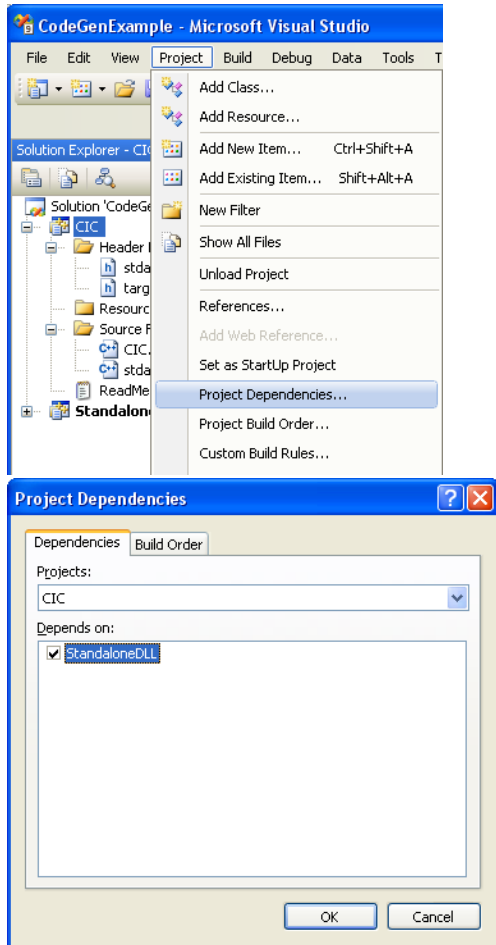 CodeGenExample - Microsoft Visual Studio
File Edit View Project Build Debug Data Tools T
Add Class...
Add Resource...
Solution Explorer - CIC
Add New Item... Ctrl+Shift+A
Add Existing Item... Shift+Alt+A
Solution 'CodeGe
New Filter
CIC
Header
Show All Files
stda
targ
Unload Project
Resourc
References...
Source F
Add Web Reference...
CIC.
stda
Set as StartUp Project
ReadMe
Project Dependencies...
Standalon
Project Build Order...
Custom Build Rules...
Project Dependencies
Dependencies Build Order
Projects:
CIC
Depends on:
StandaloneDLL
OK Cancel